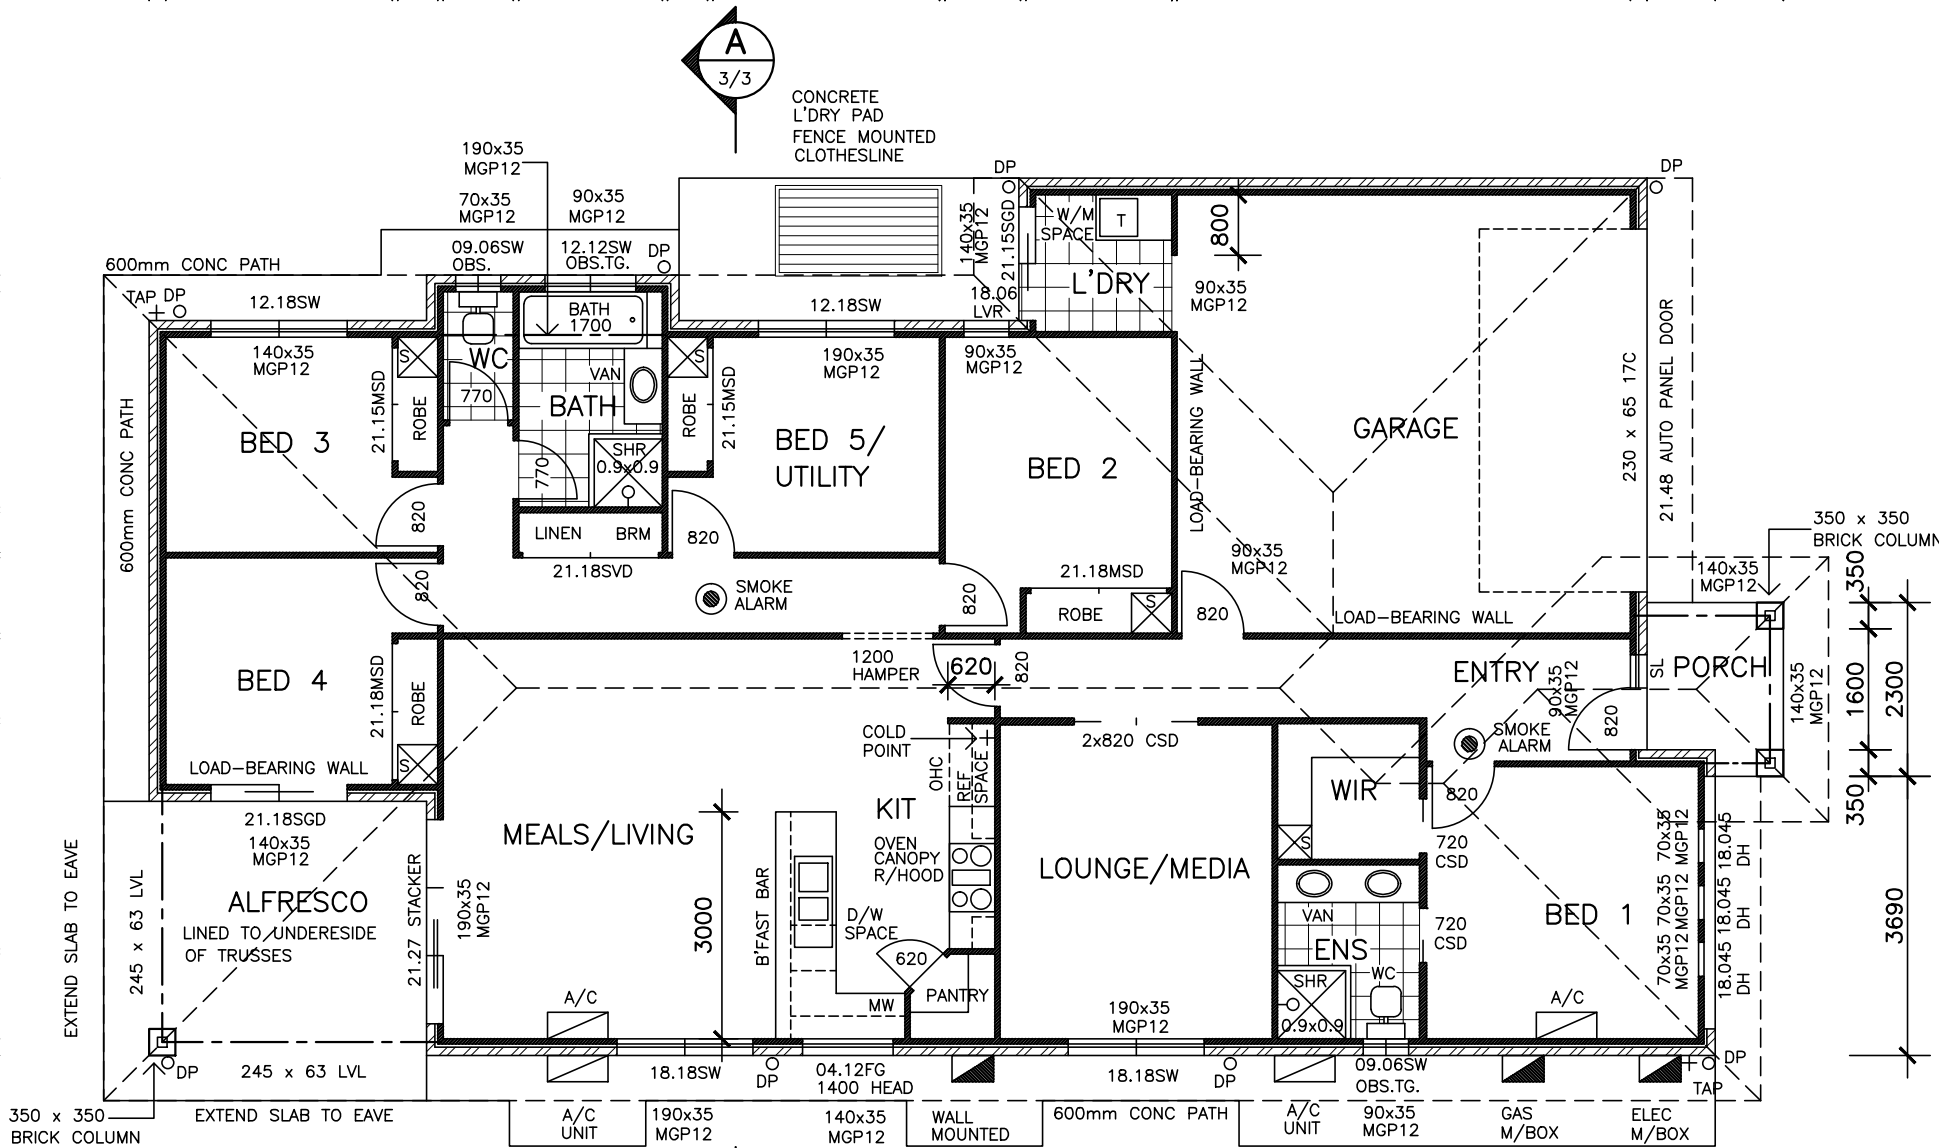 A
3/3
CONCRETE
L'DRY PAD
FENCE MOUNTED
CLOTHESLINE
190x35
MGP12
70x35
MGP12
90x35
MGP12
DP
DP
140x35
MGP12
21.15SGD
W/M
SPACE
T
800
09.06SW
OBS.
12.12SW
OBS.TG.
DP
600mm CONC PATH
TAP
DP
12.18SW
BATH
1700
12.18SW
18.06
LVR
L'DRY
90x35
MGP12
600mm CONC PATH
140x35
MGP12
S
WC
770
VAN
S
190x35
MGP12
90x35
MGP12
LOAD-BEARING WALL
230 x 65 17C
21.48 AUTO PANEL DOOR
21.15MSD
ROBE
BATH
ROBE
21.15MSD
BED 3
BED 5/
UTILITY
BED 2
GARAGE
SHR
0.9x0.9
770
820
LINEN
BRM
820
350 x 350
BRICK COLUMN
90x35
MGP12
820
21.18SVD
SMOKE
ALARM
820
21.18MSD
ROBE
S
820
LOAD-BEARING WALL
140x35
MGP12
350
BED 4
21.18MSD
ROBE
S
1200
HAMPER
620
820
ENTRY
90x35
MGP12
SL
PORCH
140x35
MGP12
1600
2300
820
SMOKE
ALARM
COLD
POINT
2x820 CSD
LOAD-BEARING WALL
OHC
REF
SPACE
WIR
820
350
21.18SGD
140x35
MGP12
MEALS/LIVING
KIT
S
720
CSD
70x35
MGP12
18.045
DH
EXTEND SLAB TO EAVE
245 x 63 LVL
ALFRESCO
LINED TO UNDERESIDE
OF TRUSSES
21.27 STACKER
190x35
MGP12
OVEN
CANOPY
R/HOOD
LOUNGE/MEDIA
3690
3000
B'FAST BAR
D/W
SPACE
VAN
720
CSD
BED 1
70x35
MGP12
18.045
DH
620
ENS
WC
SHR
0.9x0.9
70x35
MGP12
18.045
DH
A/C
MW
PANTRY
190x35
MGP12
A/C
DP
245 x 63 LVL
18.18SW
DP
04.12FG
1400 HEAD
18.18SW
DP
09.06SW
OBS.TG.
DP
TAP
350 x 350
BRICK COLUMN
EXTEND SLAB TO EAVE
A/C
UNIT
190x35
MGP12
140x35
MGP12
WALL
MOUNTED
600mm CONC PATH
A/C
UNIT
90x35
MGP12
GAS
M/BOX
ELEC
M/BOX